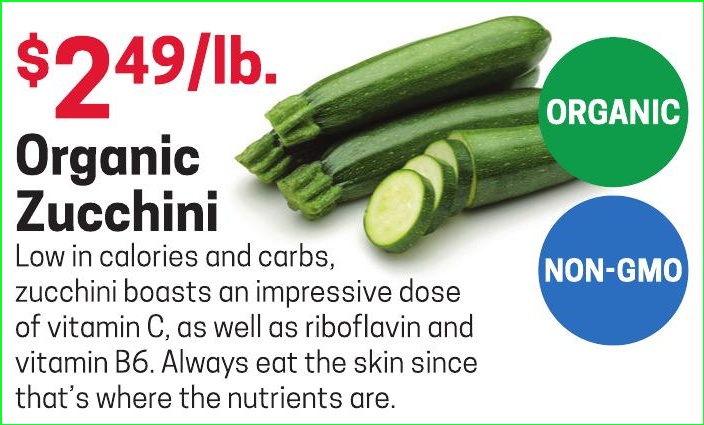 $2.49/lb.
Organic
Zucchini
Low in calories and carbs,
zucchini boasts an impressive dose
of vitamin C, as well as riboflavin and
vitamin B6. Always eat the skin since
that's where the nutrients are.
ORGANIC
NON-GMO